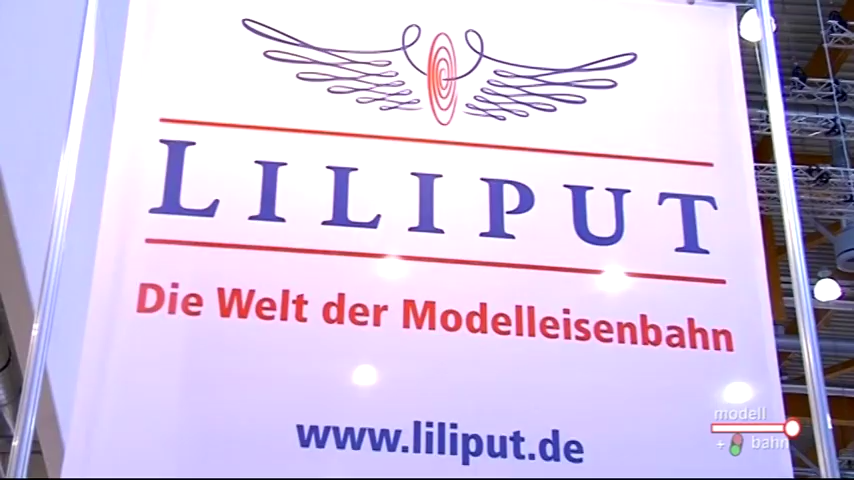 LILIPUT
Die Welt der Modelleisenbahn
www.liliput.de
modell
+ bahn